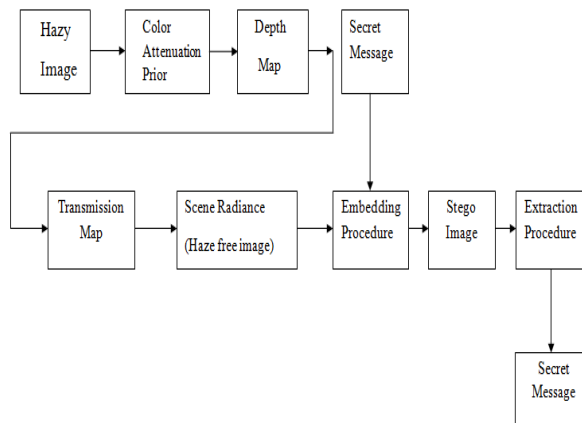 Hazy
Image
Color
Attenuation
Prior
Depth
Map
Secret
Message
Transmission
Map
Scene Radiance
(Haze free image)
Embedding
Procedure
Stego
Image
Extraction
Procedure
Secret
Message